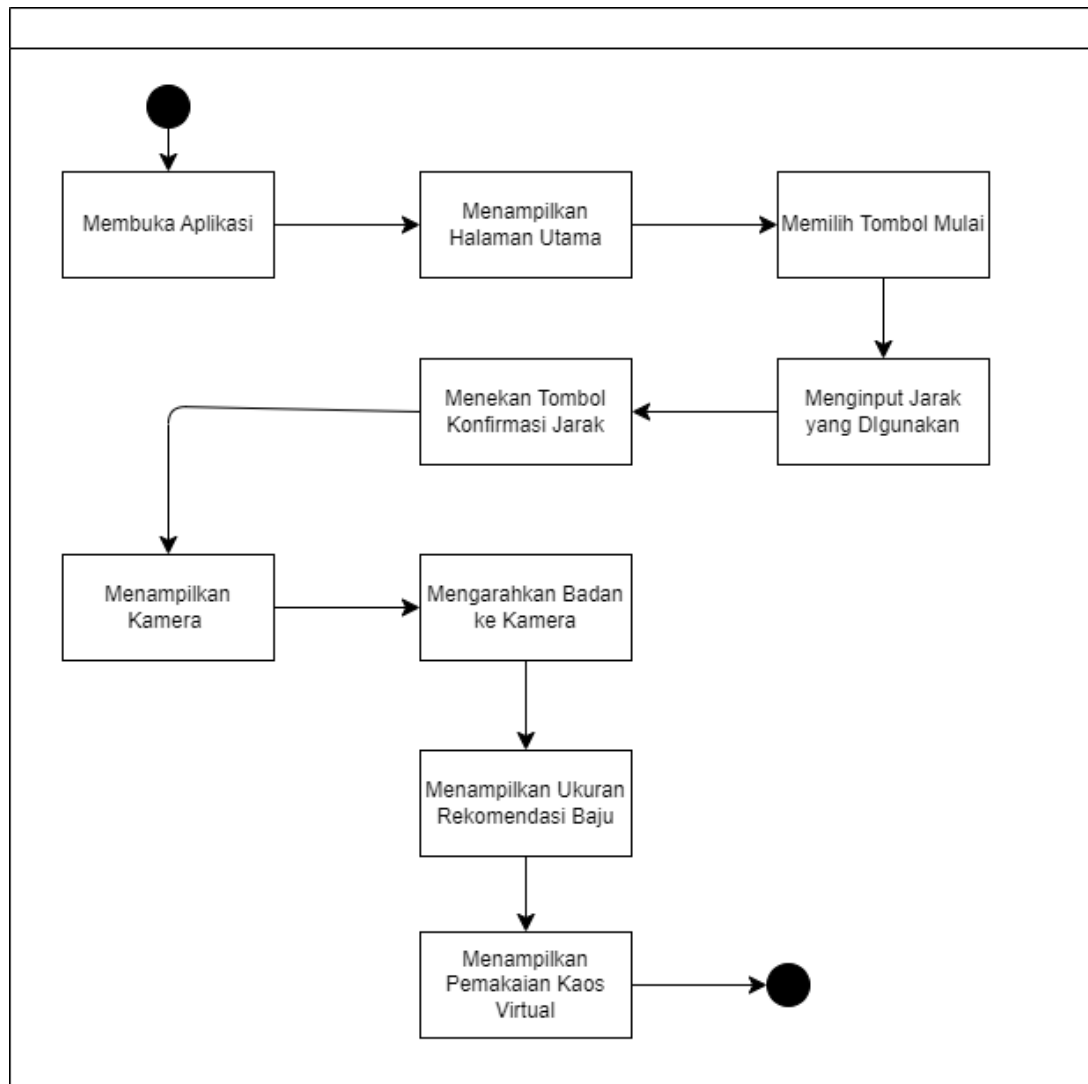 Membuka Aplikasi
Menampilkan
Halaman Utama
Memilih Tombol Mulai
Menginput Jarak
yang DIgunakan
Menekan Tombol
Konfirmasi Jarak
Menampilkan
Kamera
Mengarahkan Badan
ke Kamera
Menampilkan Ukuran
Rekomendasi Baju
Menampilkan
Pemakaian Kaos
Virtual